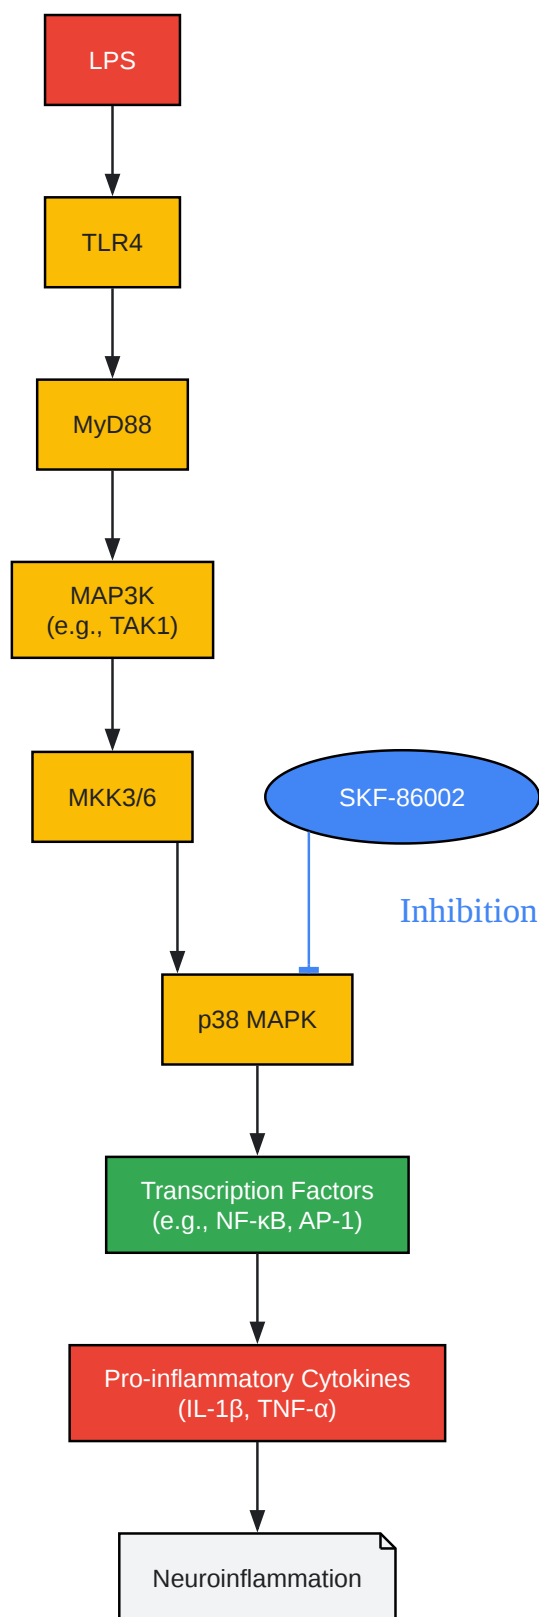 LPS
TLR4
MyD88
MAP3K
(e.g., TAK1)
MKK3/6
SKF-86002
Inhibition
p38 MAPK
Transcription Factors
(e.g., NF-κB, AP-1)
Pro-inflammatory Cytokines
(IL-1β, TNF-α)
Neuroinflammation